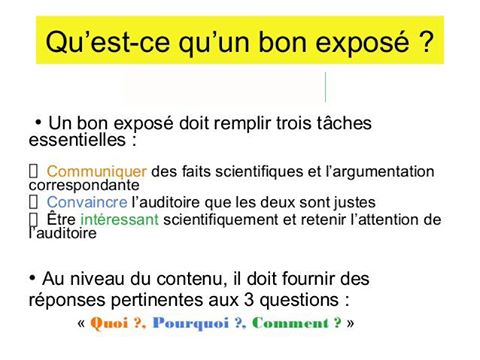 Qu’est-ce qu’un bon exposé ?
• Un bon exposé doit remplir trois tâches
essentielles :
▯ Communiquer des faits scientifiques et l’argumentation
correspondante
▯ Convaincre l’auditoire que les deux sont justes
▯ Être intéressant scientifiquement et retenir l’attention de
l’auditoire
• Au niveau du contenu, il doit fournir des
réponses pertinentes aux 3 questions :
« Quoi ?, Pourquoi ?, Comment ? »